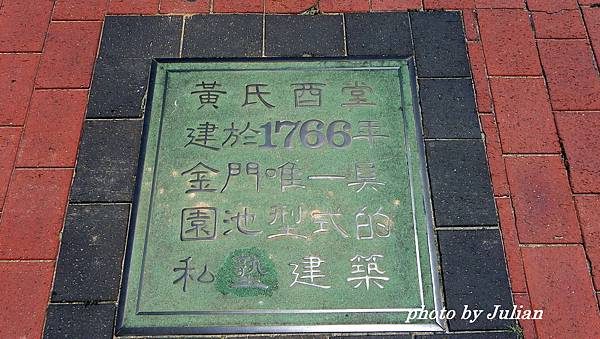 黃氏酉堂
建於1766年
金門唯一具
園池型式的
私塾建築
photo by Julian